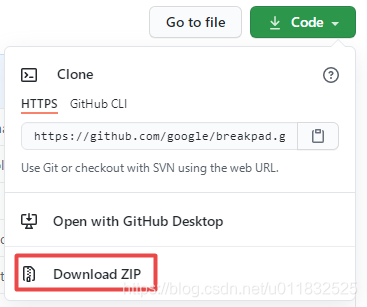 Go to file
Code
Clone
HTTPS GitHub CLI
https://github.com/google/breakpad.g
Use Git or checkout with SVN using the web URL.
Open with GitHub Desktop
Download ZIP
https://blog.csdn.net/u011832525